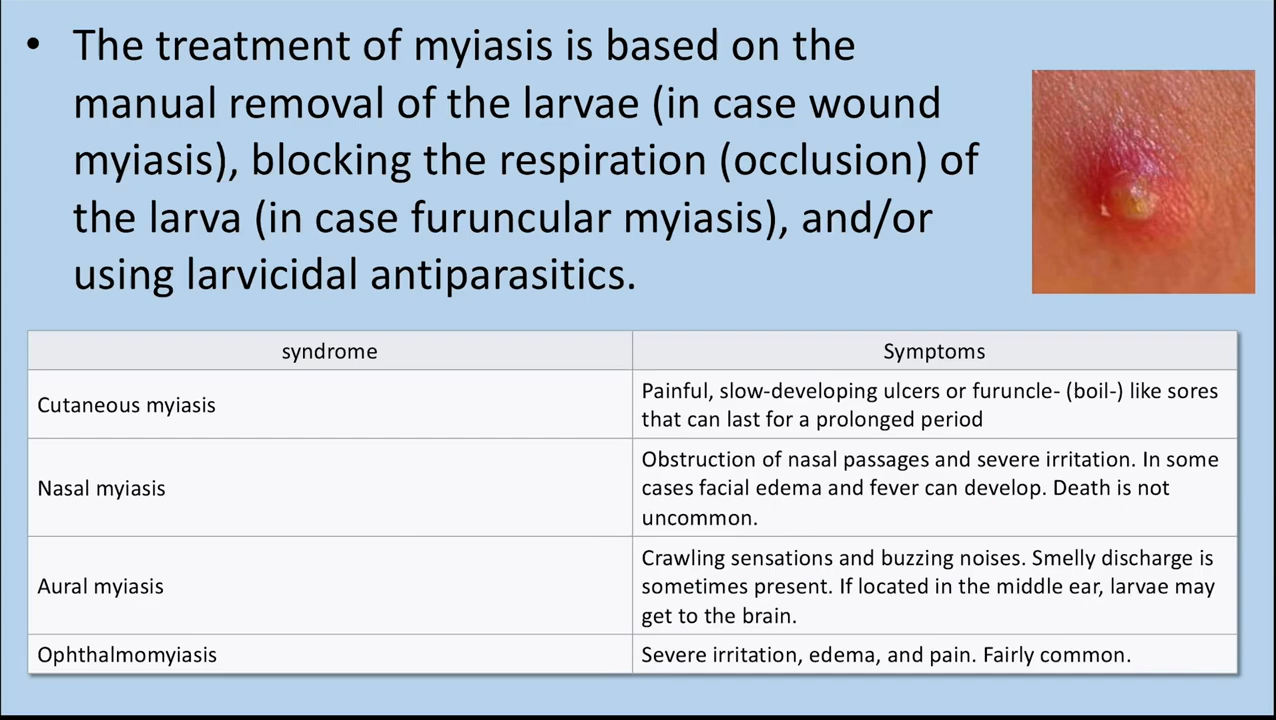 • The treatment of myiasis is based on the
manual removal of the larvae (in case wound
myiasis), blocking the respiration (occlusion) of
the larva (in case furuncular myiasis), and/or
using larvicidal antiparasitics.
syndrome
Symptoms
Cutaneous myiasis
Painful, slow-developing ulcers or furuncle- (boil-) like sores
that can last for a prolonged period
Nasal myiasis
Obstruction of nasal passages and severe irritation. In some
cases facial edema and fever can develop. Death is not
uncommon.
Aural myiasis
Crawling sensations and buzzing noises. Smelly discharge is
sometimes present. If located in the middle ear, larvae may
get to the brain.
Ophthalmomyiasis
Severe irritation, edema, and pain. Fairly common.